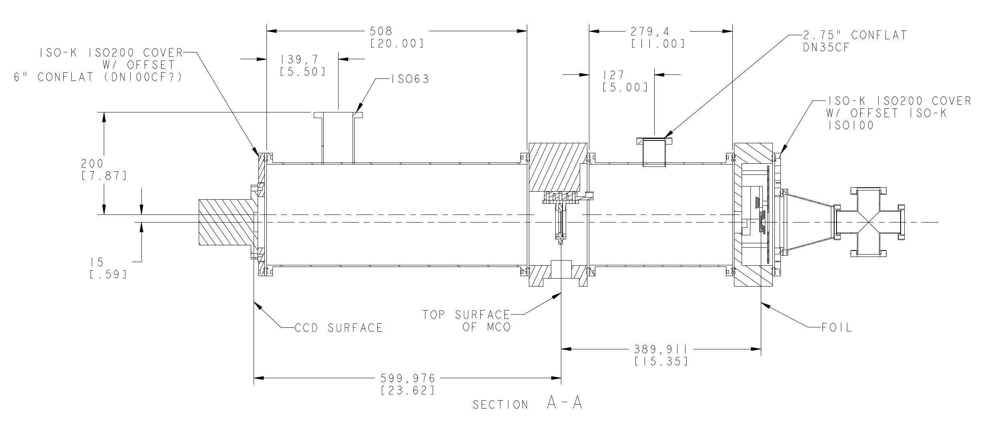 508
[20.00]
279,4
[11.00]
2.75" CONFLAT
DN35CF
ISO-K ISO200 COVER
W/ OFFSET
6" CONFLAT (DN100CF?)
139,7
[5.50]
ISO63
127
[5.00]
ISO-K ISO200 COVER
W/ OFFSET ISO-K
ISO100
200
[7.87]
15
[.59]
TOP SURFACE
OF MCO
CCD SURFACE
FOIL
389,911
[15.35]
599,976
[23.62]
SECTION A-A